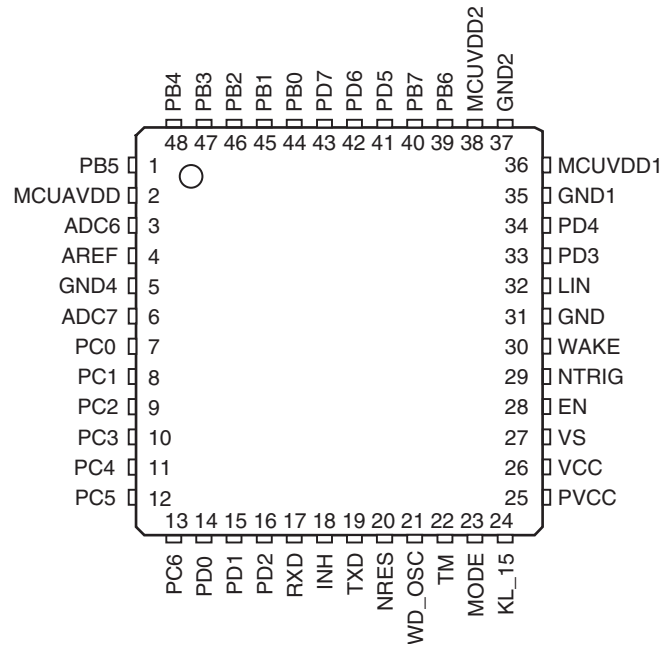 PB4 PB3 PB2 PB1 PB0 PD7 PD6 PD5 PB7 PB6 MCUVDD2 GND2
48 47 46 45 44 43 42 41 40 39 38 37
PB5 1 36 MCUVDD1
MCUAVDD 2 35 GND1
ADC6 3 34 PD4
AREF 4 33 PD3
GND4 5 32 LIN
ADC7 6 31 GND
PC0 7 30 WAKE
PC1 8 29 NTRIG
PC2 9 28 EN
PC3 10 27 VS
PC4 11 26 VCC
PC5 12 25 PVCC
13 14 15 16 17 18 19 20 21 22 23 24
PC6 PD0 PD1 PD2 RXD INH TXD NRES WD_OSC TM MODE KL_15